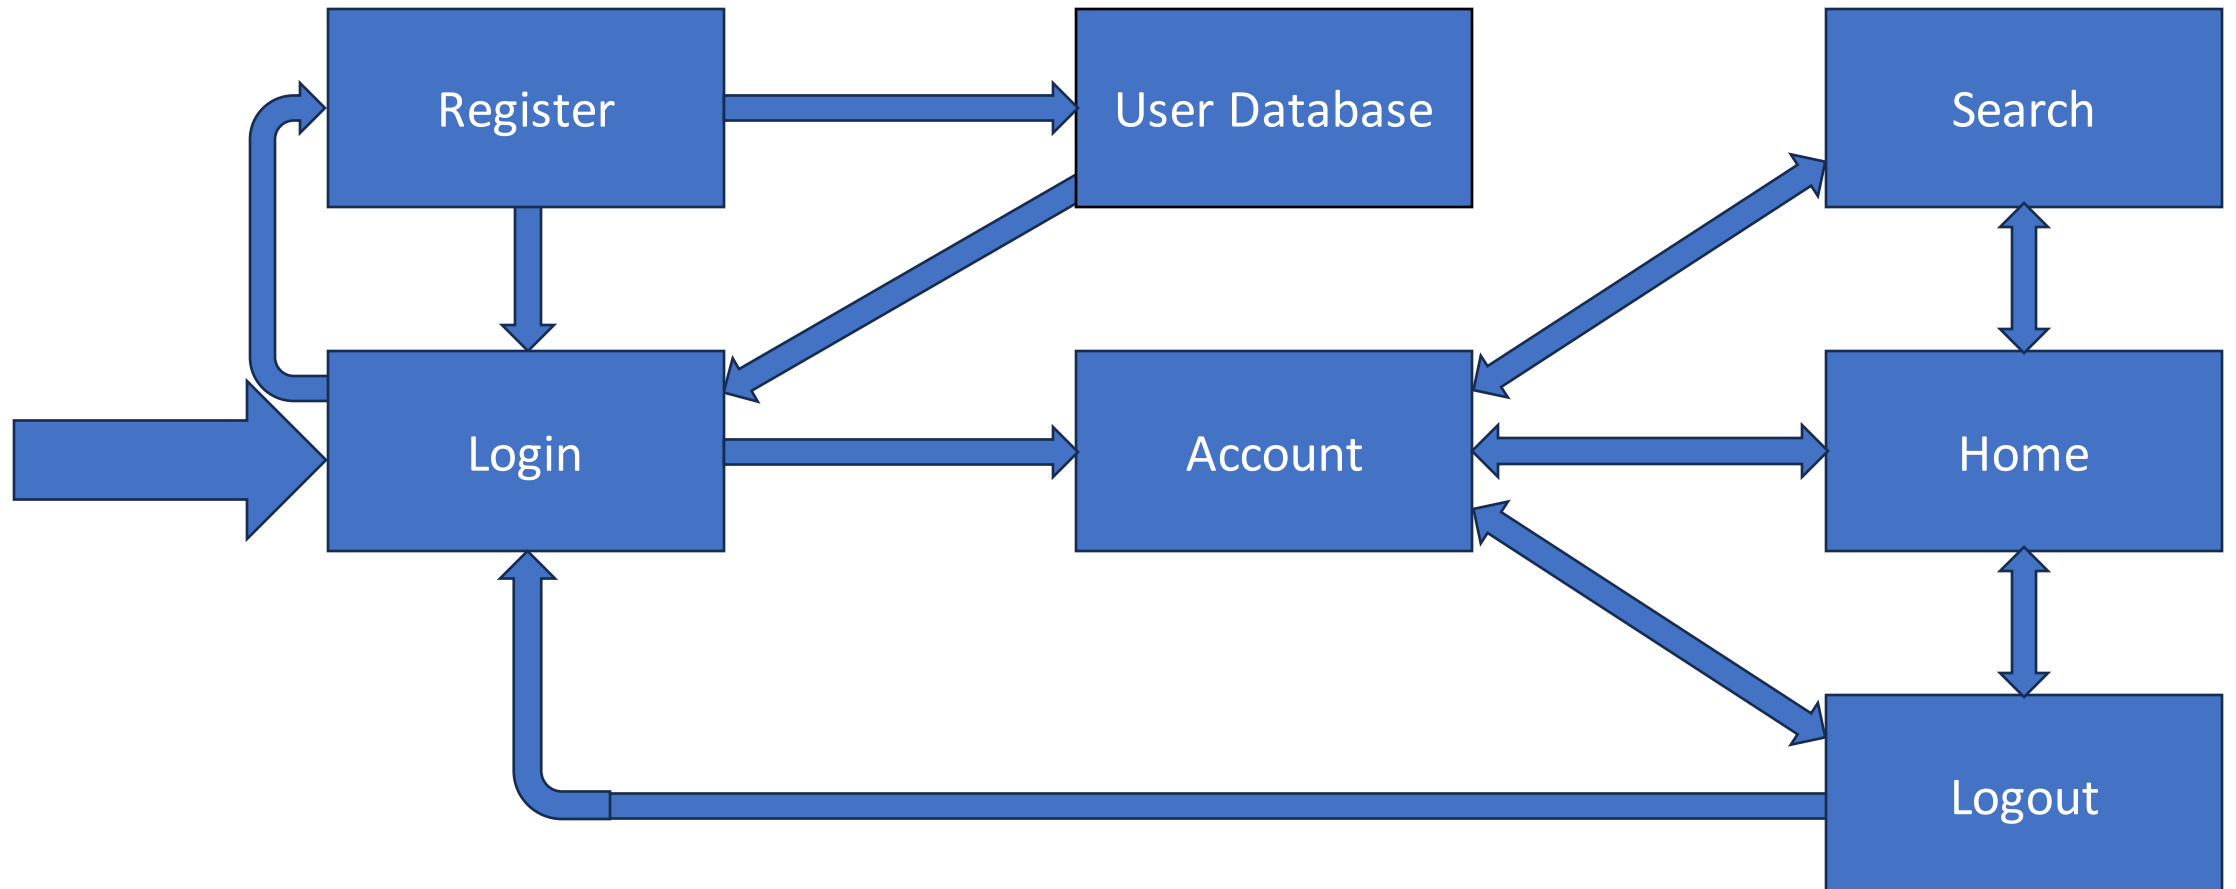 Register
User Database
Search
Login
Account
Home
Logout